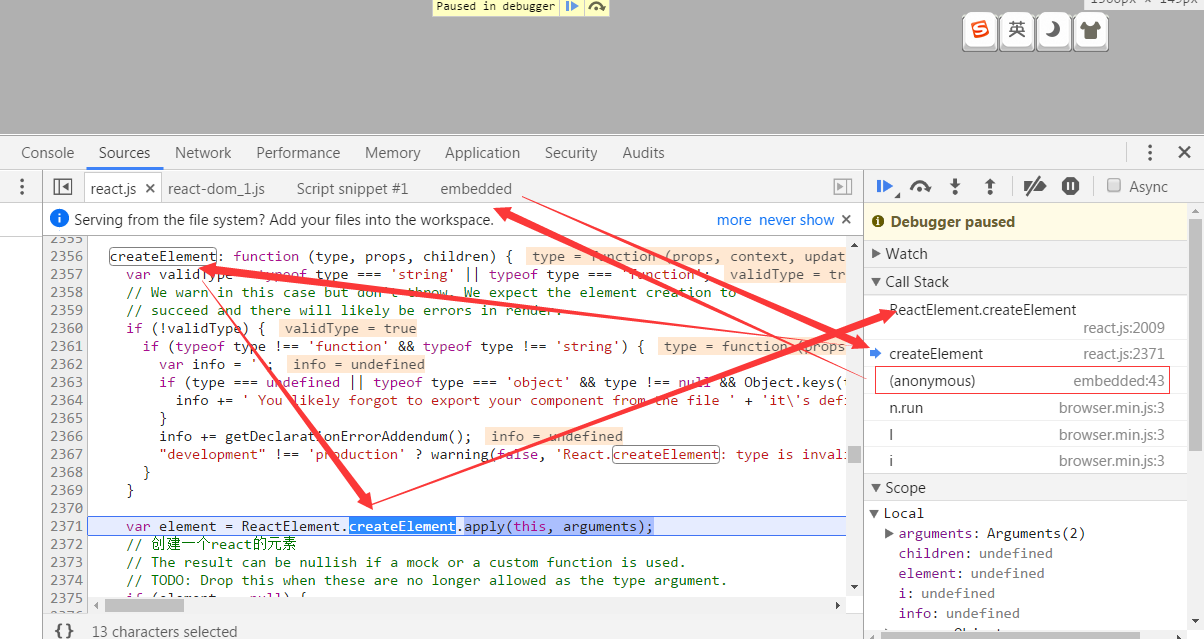 Paused in debugger
英
Console Sources Network Performance Memory Application Security Audits
react.js × react-dom_1.js Script snippet #1 embedded
Async
Serving from the file system? Add your files into the workspace. more never show ×
2355
2356 createElement: function (type, props, children) { type = function (props, context, updat
2357 var validType = typeof type === 'string' || typeof type === 'function'; validType = tr
2358 // We warn in this case but don't throw. We expect the element creation to
2359 // succeed and there will likely be errors in render.
2360 if (!validType) { validType = true
2361 if (typeof type !== 'function' && typeof type !== 'string') { type = function (props
2362 var info = ''; info = undefined
2363 if (type === undefined || typeof type === 'object' && type !== null && Object.keys(t
2364 info += ' You likely forgot to export your component from the file ' + 'it\'s defi
2365 }
2366 info += getDeclarationErrorAddendum(); info = undefined
2367 "development" !== 'production' ? warning(false, 'React.createElement: type is invali
2368 }
2369 }
2370
2371 var element = ReactElement.createElement.apply(this, arguments);
2372 // 创建一个react的元素
2373 // The result can be nullish if a mock or a custom function is used.
2374 // TODO: Drop this when these are no longer allowed as the type argument.
2375 if (element == null) {
{} 13 characters selected
Debugger paused
Watch
Call Stack
ReactElement.createElement
react.js:2009
createElement react.js:2371
(anonymous) embedded:43
n.run browser.min.js:3
l browser.min.js:3
i browser.min.js:3
Scope
Local
arguments: Arguments(2)
children: undefined
element: undefined
i: undefined
info: undefined